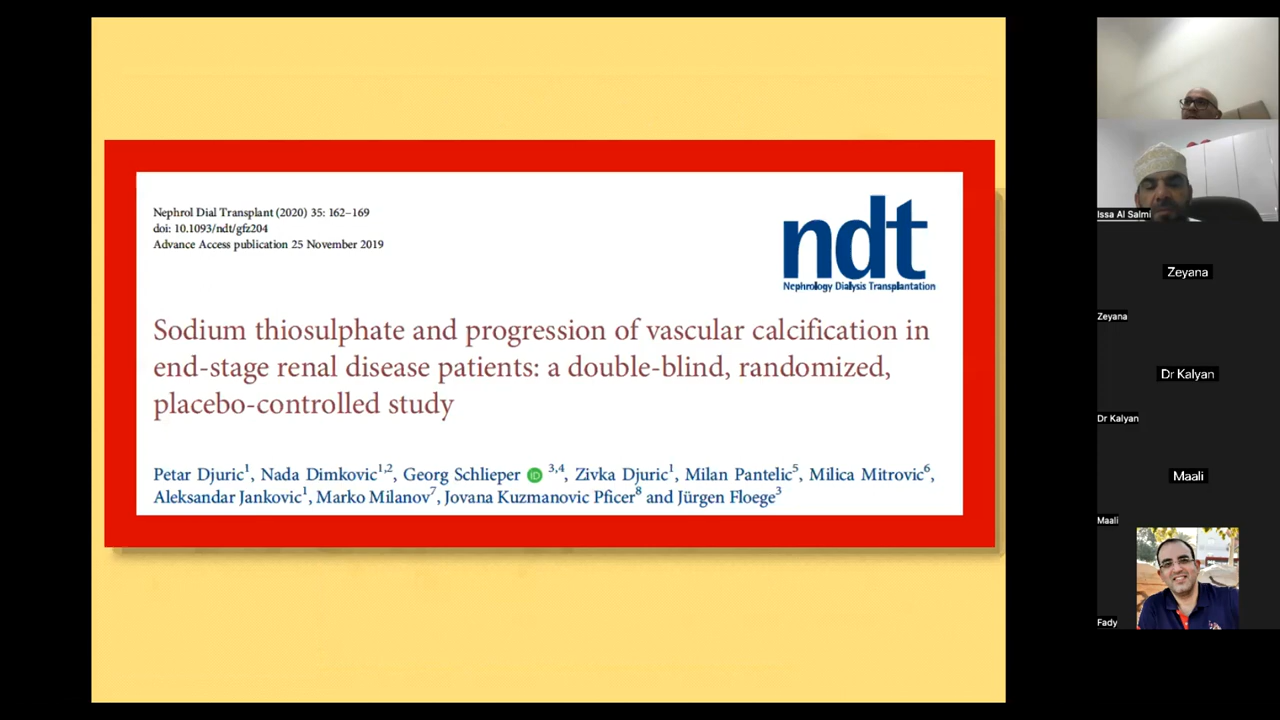 Nephrol Dial Transplant (2020) 35: 162–169
doi: 10.1093/ndt/gfz204
Advance Access publication 25 November 2019
ndt
Nephrology Dialysis Transplantation
Sodium thiosulphate and progression of vascular calcification in
end-stage renal disease patients: a double-blind, randomized,
placebo-controlled study
Petar Djuric1, Nada Dimkovic1,2, Georg Schlieper iD 3,4, Zivka Djuric1, Milan Pantelic5, Milica Mitrovic6,
Aleksandar Jankovic1, Marko Milanov7, Jovana Kuzmanovic Pficer8 and Jürgen Floege3
Issa Al Salmi
Zeyana
Zeyana
Dr Kalyan
Dr Kalyan
Maali
Maali
Fady